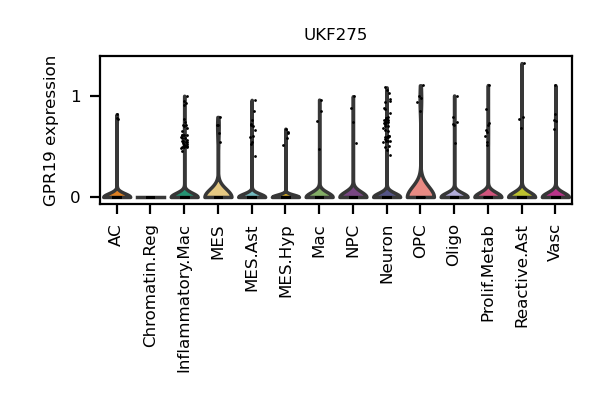 UKF275
GPR19 expression
1
0
AC
Chromatin.Reg
Inflammatory.Mac
MES
MES.Ast
MES.Hyp
Mac
NPC
Neuron
OPC
Oligo
Prolif.Metab
Reactive.Ast
Vasc